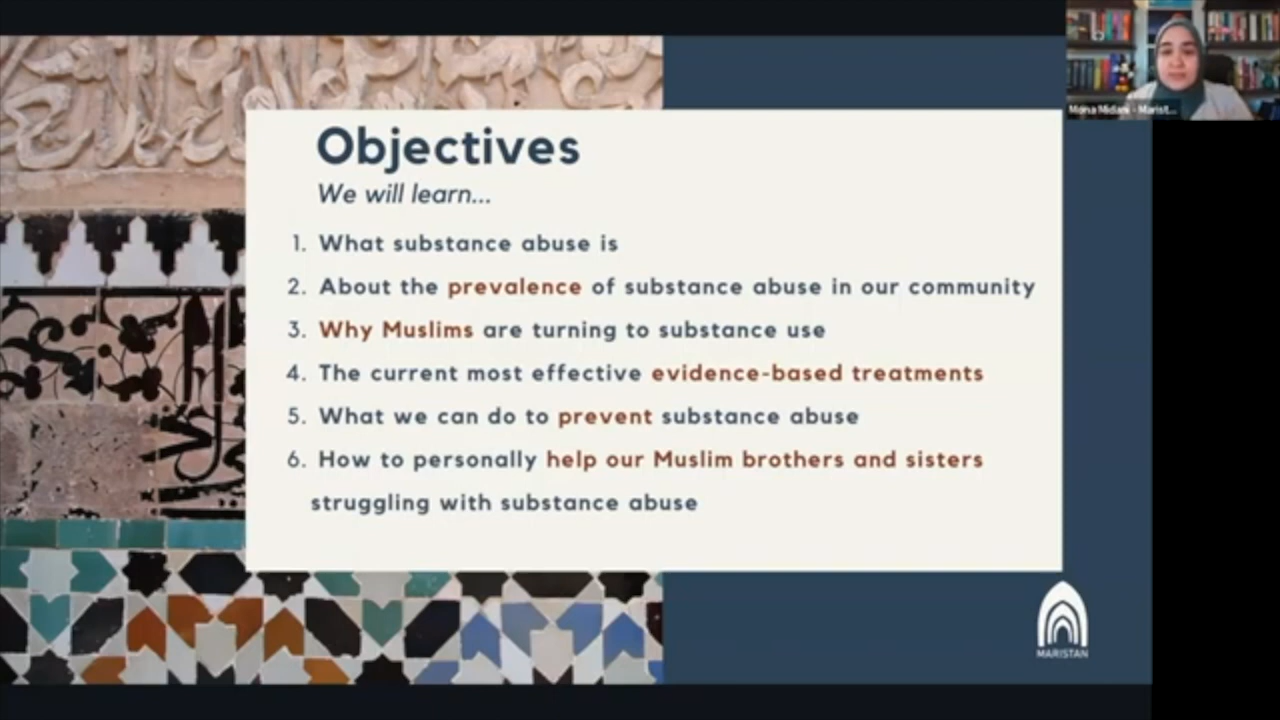 Objectives
We will learn...
1. What substance abuse is
2. About the prevalence of substance abuse in our community
3. Why Muslims are turning to substance use
4. The current most effective evidence-based treatments
5. What we can do to prevent substance abuse
6. How to personally help our Muslim brothers and sisters
struggling with substance abuse
Mona Midani - Marist...
MARISTAN